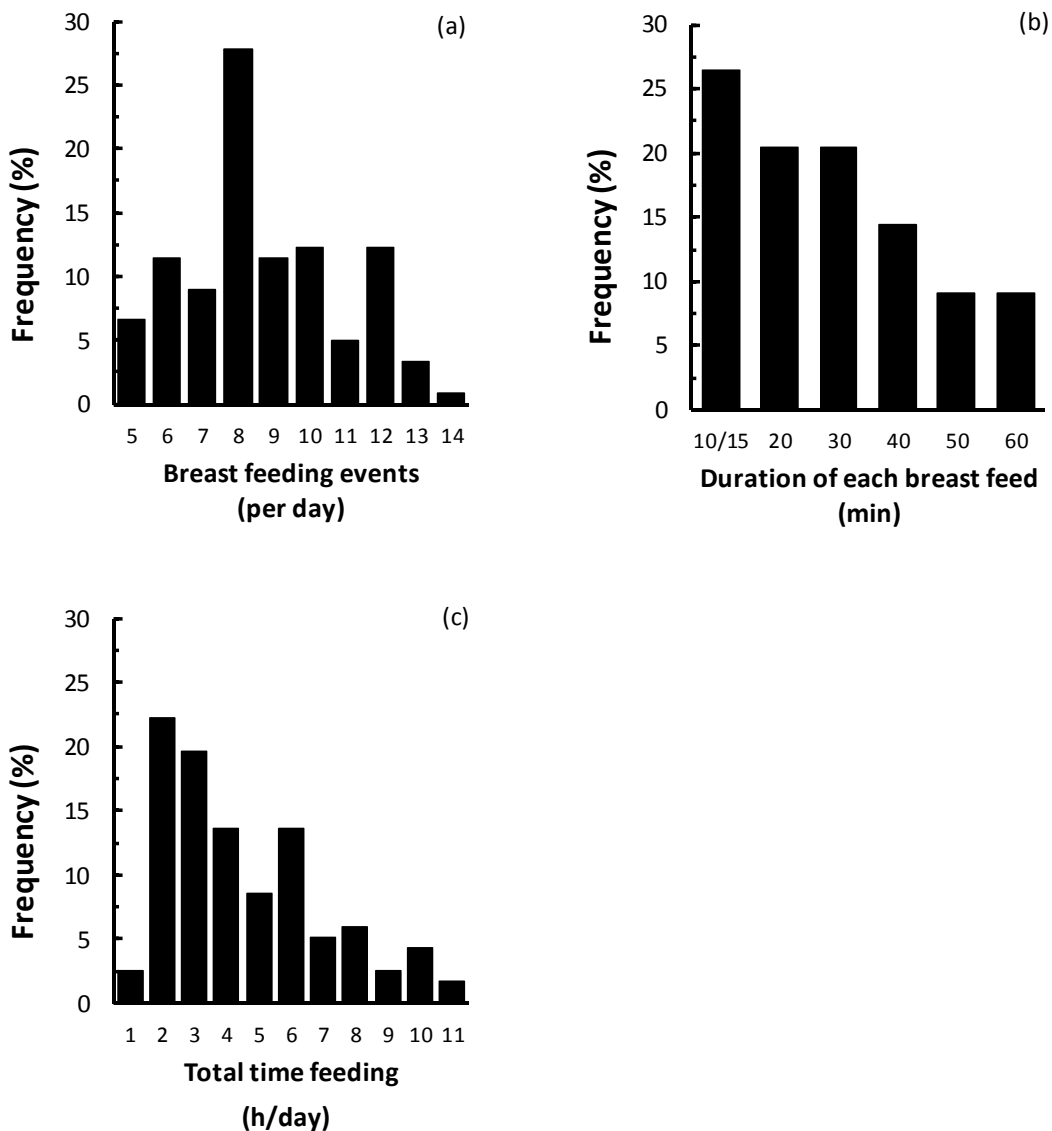 (a)
30
25
20
15
10
5
0
Frequency (%)
5 6 7 8 9 10 11 12 13 14
Breast feeding events
(per day)
(b)
30
25
20
15
10
5
0
Frequency (%)
10/15 20 30 40 50 60
Duration of each breast feed
(min)
(c)
30
25
20
15
10
5
0
Frequency (%)
1 2 3 4 5 6 7 8 9 10 11
Total time feeding
(h/day)